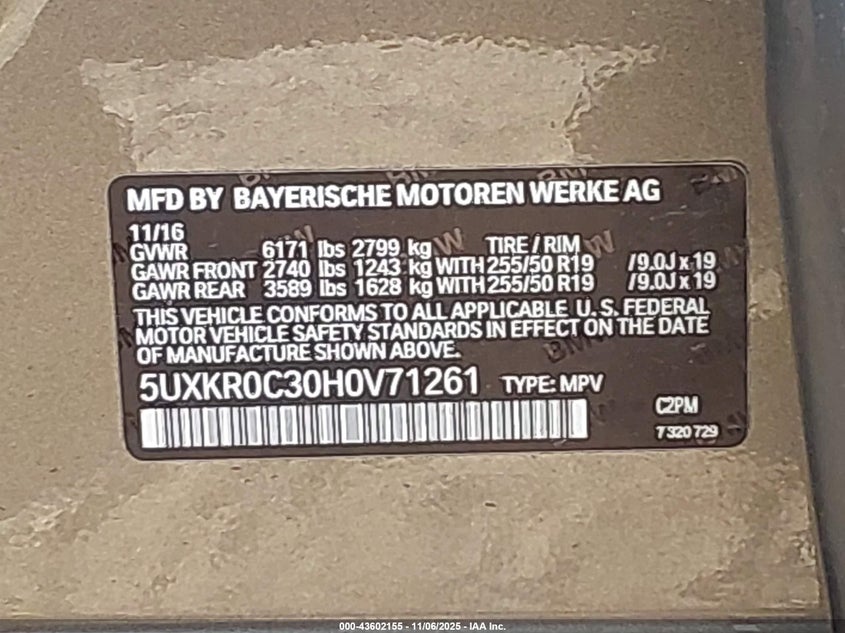 MFD BY BAYERISCHE MOTOREN WERKE AG
11/16
GVWR 6171 lbs 2799 kg TIRE / RIM
GAWR FRONT 2740 lbs 1243 kg WITH 255/50 R19 /9.0J x 19
GAWR REAR 3589 lbs 1628 kg WITH 255/50 R19 /9.0J x 19
THIS VEHICLE CONFORMS TO ALL APPLICABLE U.S. FEDERAL
MOTOR VEHICLE SAFETY STANDARDS IN EFFECT ON THE DATE
OF MANUFACTURE SHOWN ABOVE.
5UXKR0C30H0V71261 TYPE: MPV
C2PM
7 320 729
000-43602155 - 11/06/2025 - IAA Inc.